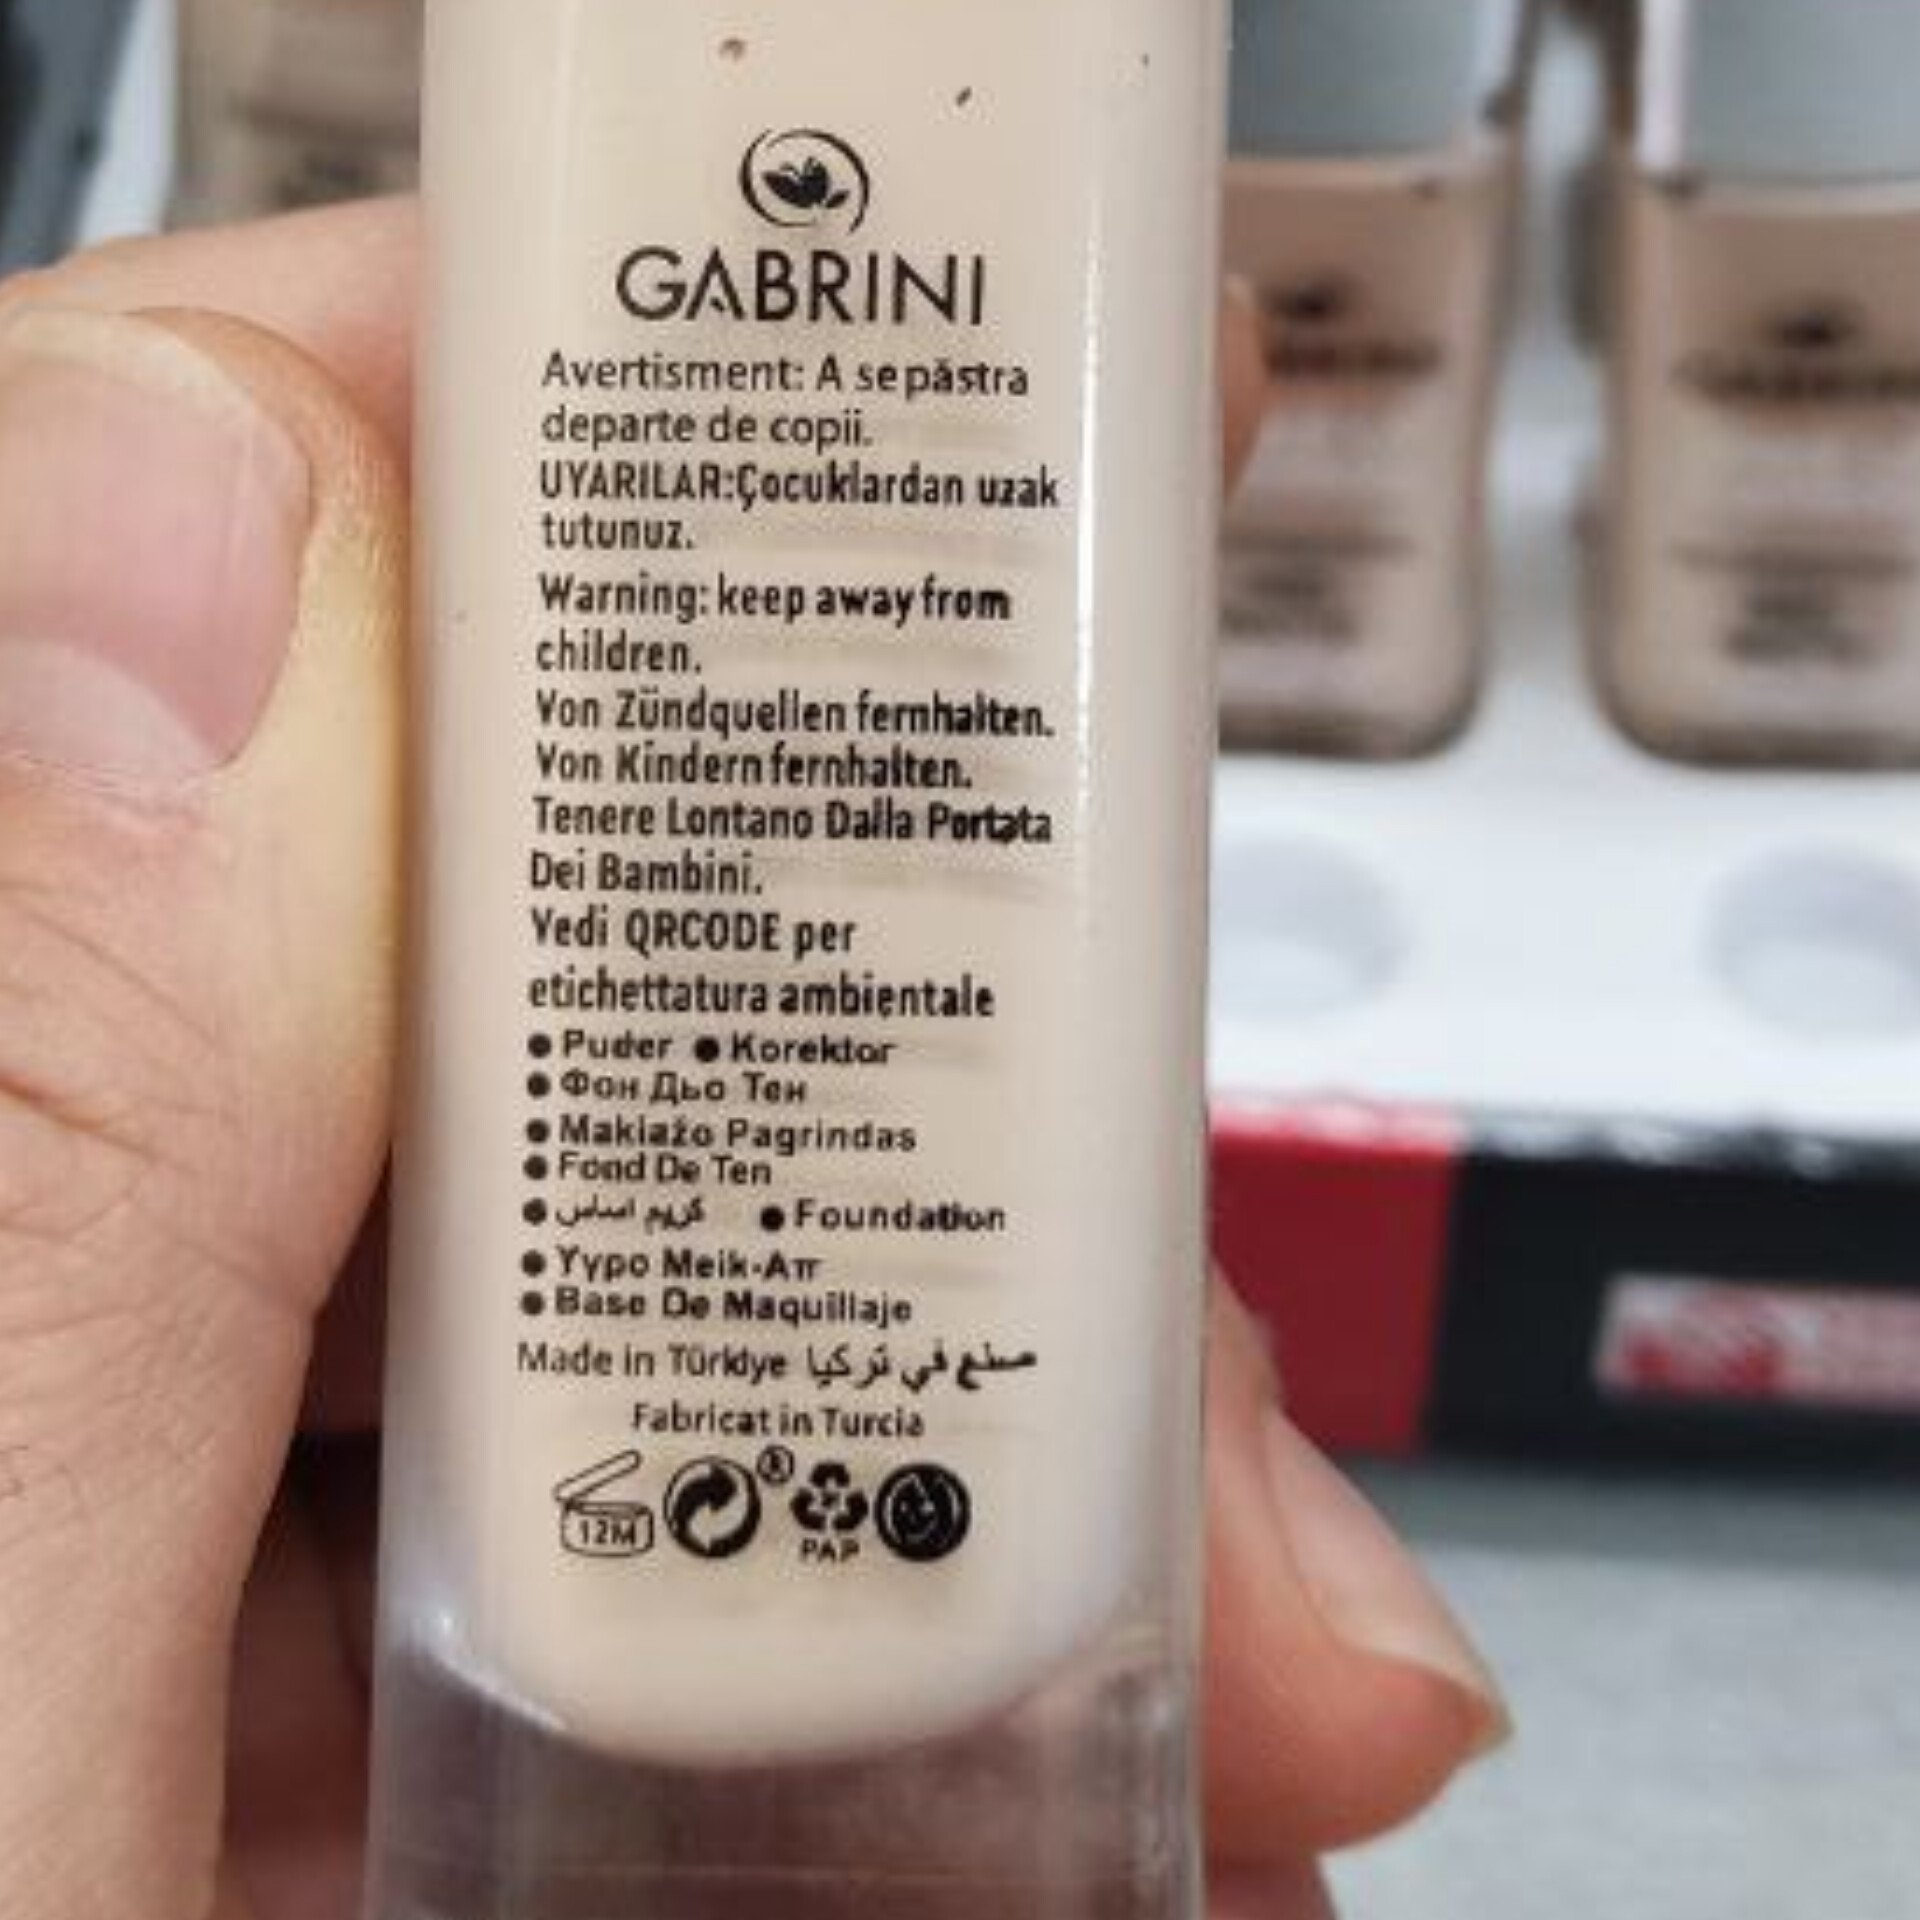 GABRINI
Avertisment: A se păstra
departe de copii.
UYARILAR:Çocuklardan uzak
tutunuz.
Warning: keep away from
children.
Von Zündquellen fernhalten.
Von Kindern fernhalten.
Tenere Lontano Dalla Portata
Dei Bambini.
Vedi QRCODE per
etichettatura ambientale
● Puder ● Korektor
● Фон Дьо Тен
● Makiažo Pagrindas
● Fond De Ten
● كريم اساس ● Foundation
● Υγρο Meik-Απ
● Base De Maquillaje
Made in Türkiye صنع في تركيا
Fabricat in Turcia
12M
PAP